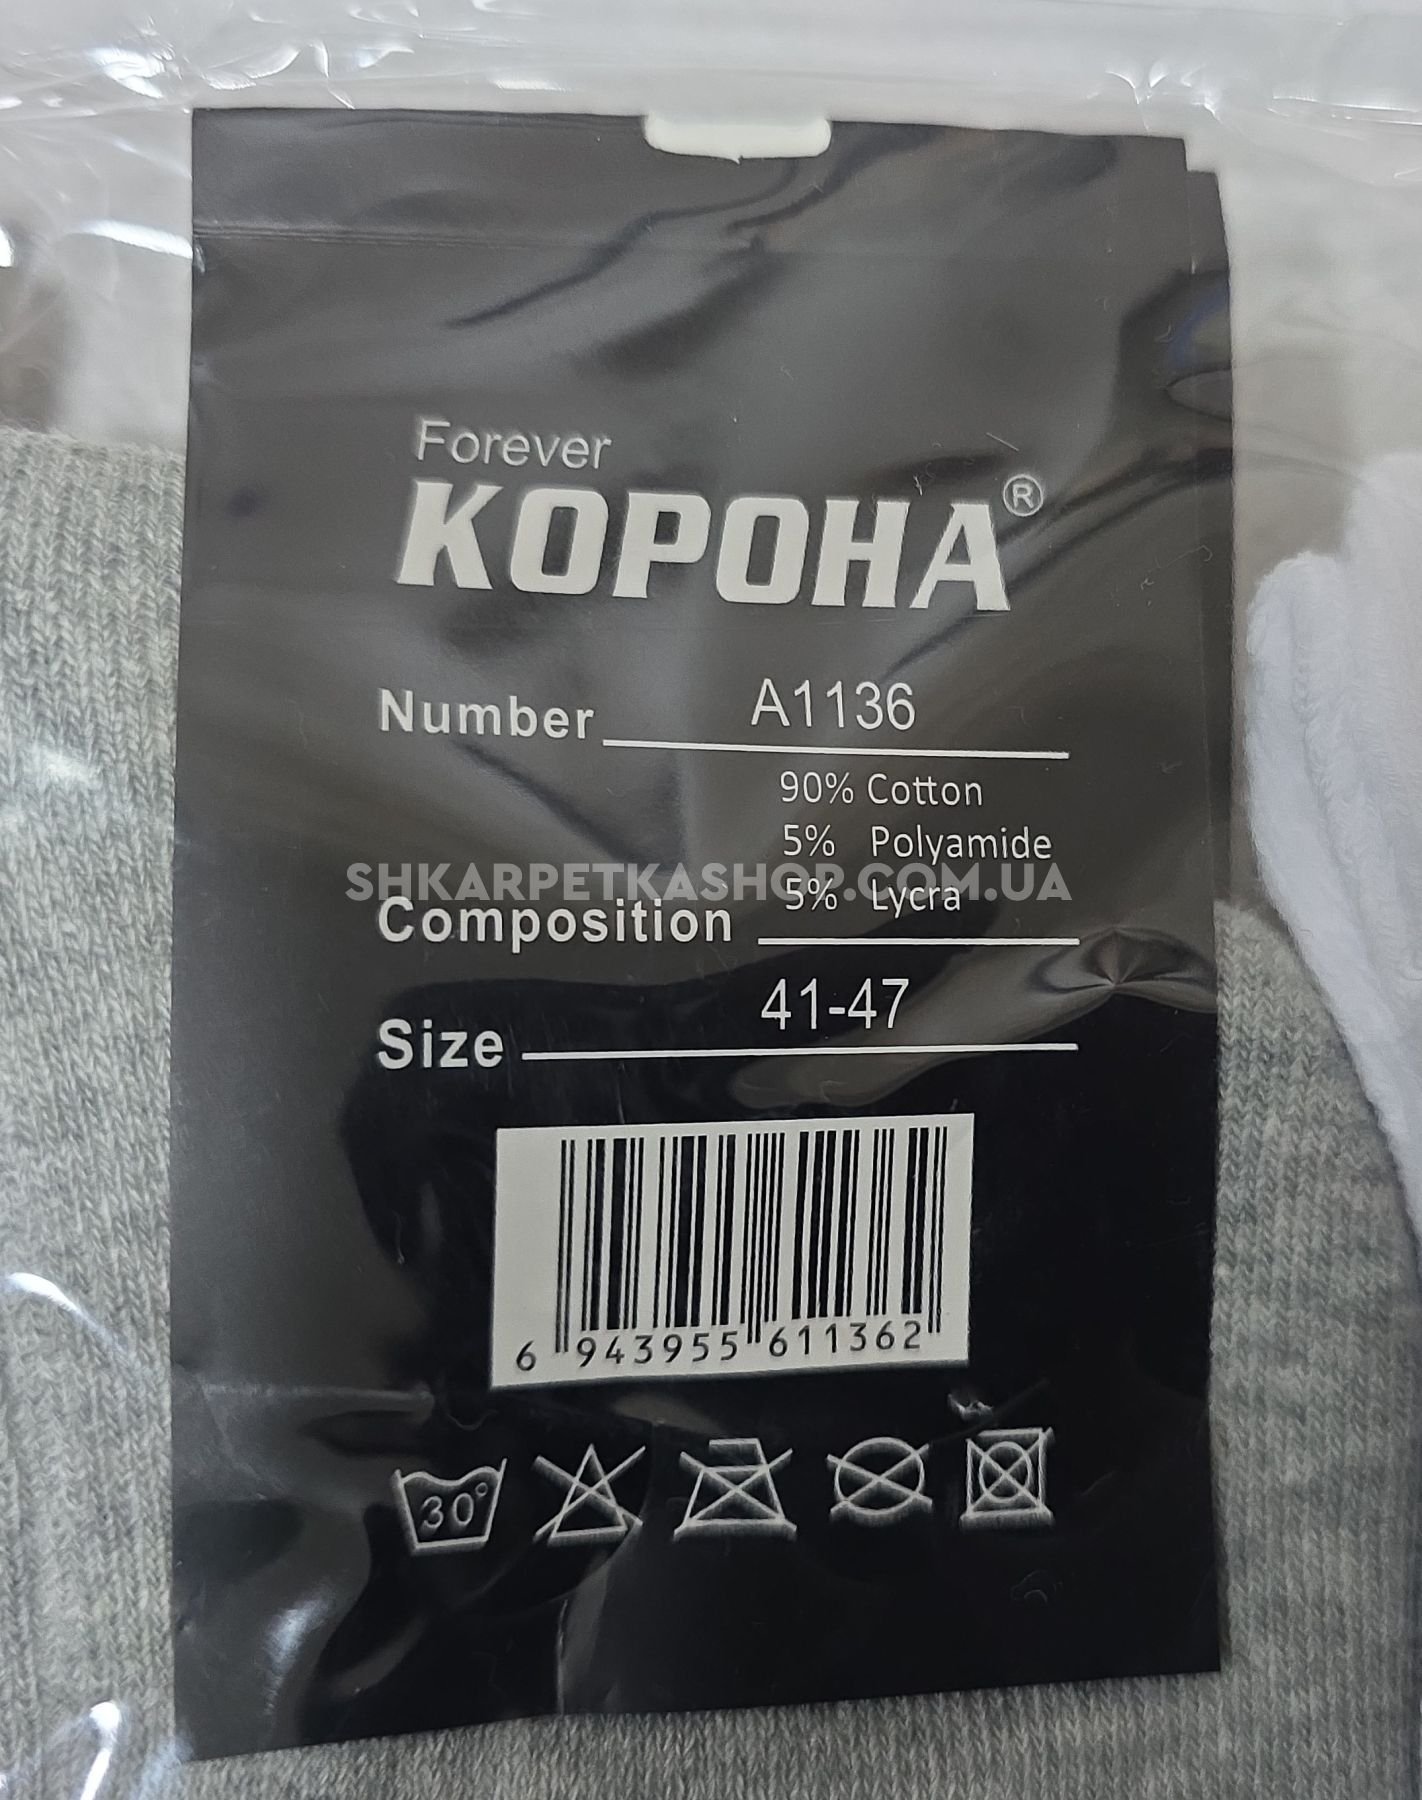 Forever
КОРОНА®
Number A1136
90% Cotton
5% Polyamide
SHKARPETKASHOP.COM.UA
5% Lycra
Composition
41-47
Size
6 943955 611362
30°